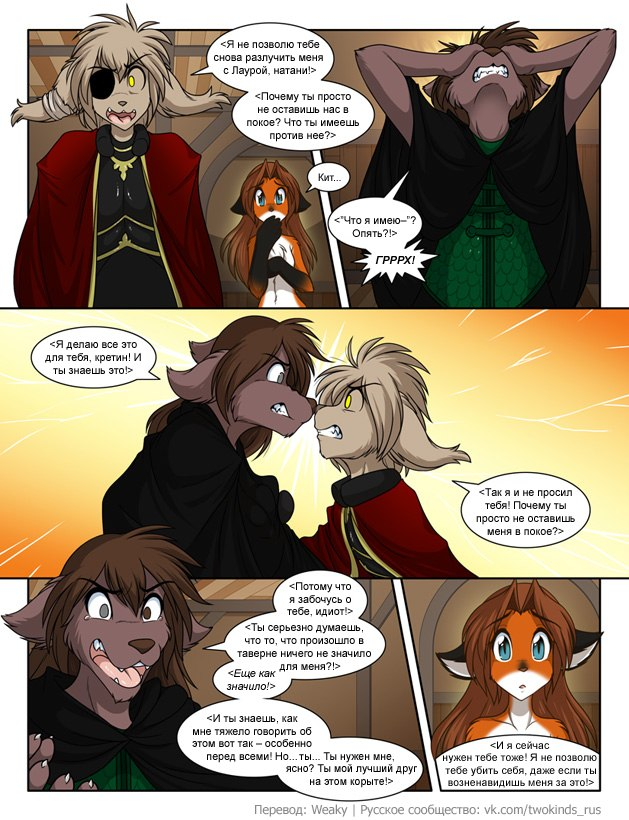 <Я не позволю тебе
снова разлучить меня
с Лаурой, натани!>
<Почему ты просто
не оставишь нас в
покое? Что ты имеешь
против нее?>
Кит...
<"Что я имею–"?
Опять?!>
ГРРРХ!
<Я делаю все это
для тебя, кретин! И
ты знаешь это!>
<Так я и не просил
тебя! Почему ты
просто не оставишь
меня в покое?>
<Потому что
я забочусь о
тебе, идиот!>
<Ты серьезно думаешь,
что то, что произошло в
таверне ничего не значило
для меня?!>
<Еще как
значило!>
<И ты знаешь, как
мне тяжело говорить об
этом вот так – особенно
перед всеми! Но... ты... Ты нужен мне,
ясно? Ты мой лучший друг
на этом корыте!>
<И я сейчас
нужен тебе тоже! Я не позволю
тебе убить себя, даже если ты
возненавидишь меня за это!>
Перевод: Weaky | Русское сообщество: vk.com/twokinds_rus